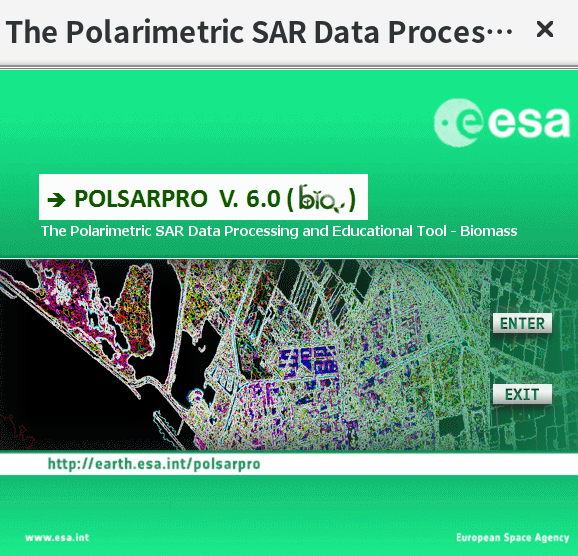 The Polarimetric SAR Data Proces…
esa
➔ POLSARPRO V. 6.0 (bio)
The Polarimetric SAR Data Processing and Educational Tool - Biomass
ENTER
EXIT
http://earth.esa.int/polsarpro
www.esa.int European Space Agency